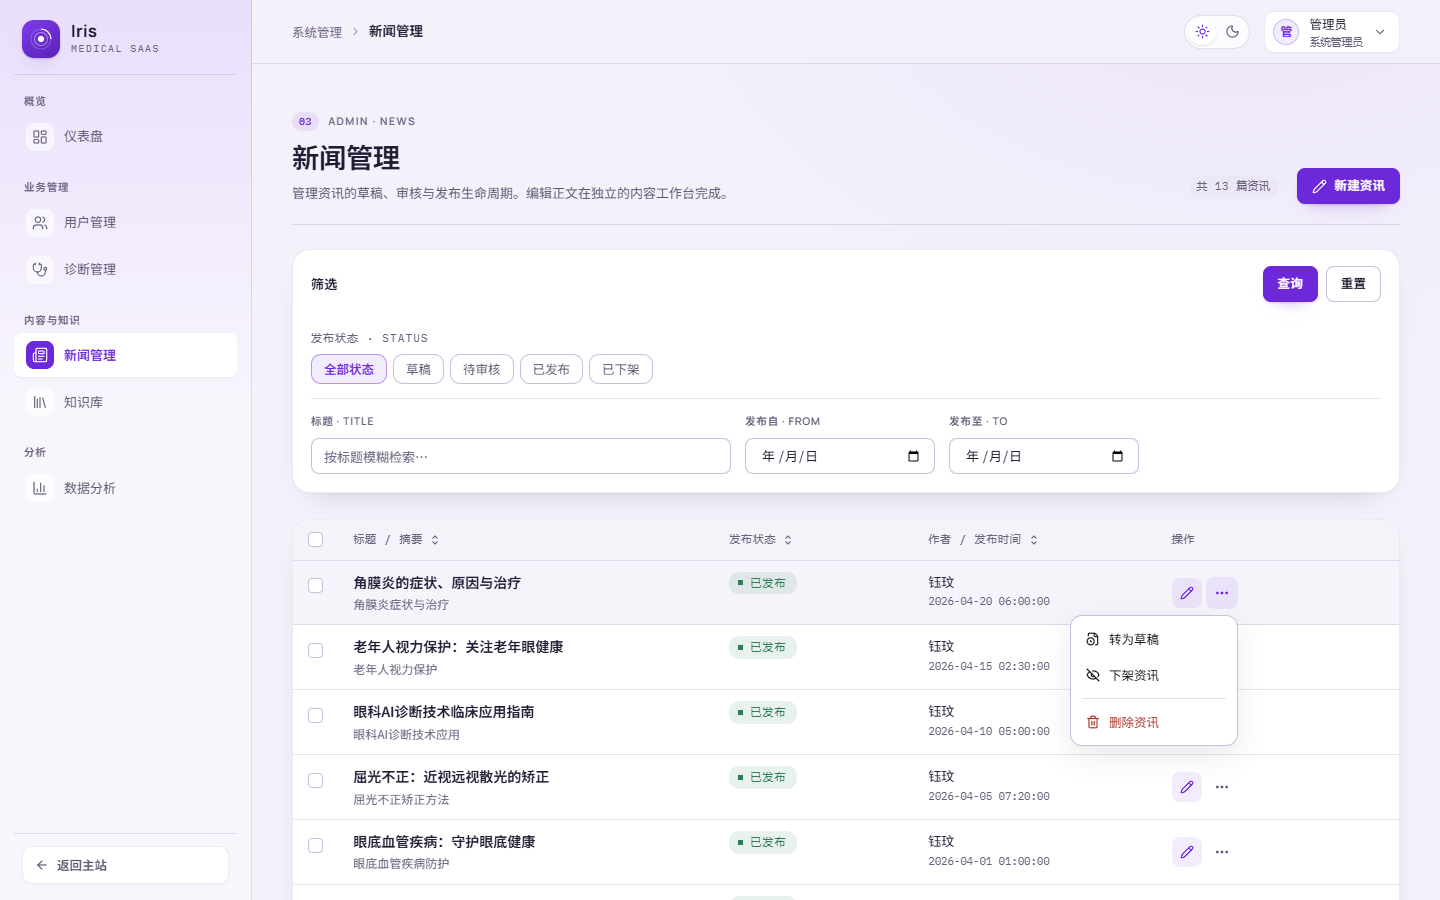 Iris
MEDICAL SAAS
概览
仪表盘
业务管理
用户管理
诊断管理
内容与知识
新闻管理
知识库
分析
数据分析
返回主站
系统管理 > 新闻管理
管
管理员
系统管理员
03 ADMIN · NEWS
新闻管理
管理资讯的草稿、审核与发布生命周期。编辑正文在独立的内容工作台完成。
共 13 篇资讯
新建资讯
筛选
查询
重置
发布状态 · STATUS
全部状态
草稿
待审核
已发布
已下架
标题 · TITLE
发布自 · FROM
发布至 · TO
按标题模糊检索···
年 /月/日
年 /月/日
标题 / 摘要
发布状态
作者 / 发布时间
操作
角膜炎的症状、原因与治疗
角膜炎症状与治疗
已发布
钰玟
2026-04-20 06:00:00
转为草稿
下架资讯
删除资讯
老年人视力保护：关注老年眼健康
老年人视力保护
已发布
钰玟
2026-04-15 02:30:00
眼科AI诊断技术临床应用指南
眼科AI诊断技术应用
已发布
钰玟
2026-04-10 05:00:00
屈光不正：近视远视散光的矫正
屈光不正矫正方法
已发布
钰玟
2026-04-05 07:20:00
眼底血管疾病：守护眼底健康
眼底血管疾病防护
已发布
钰玟
2026-04-01 01:00:00